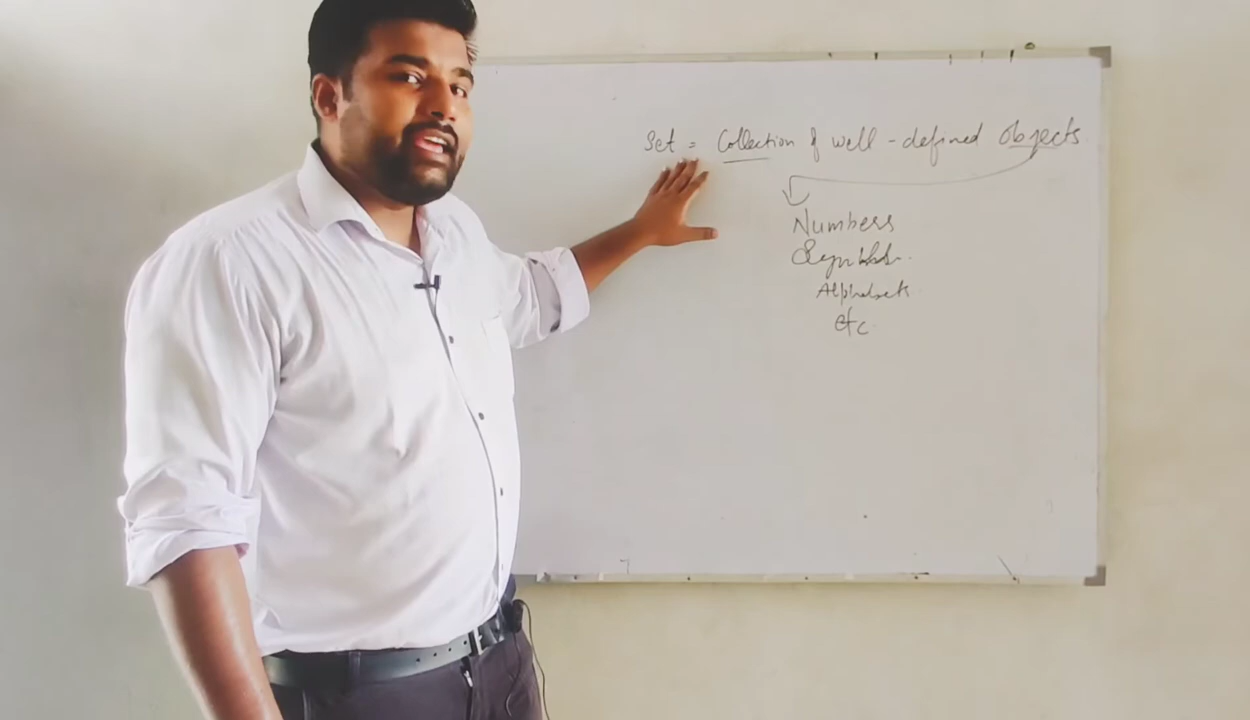 Set = Collection of well-defined Objects
Numbers
Symbols.
Alphabets.
etc.